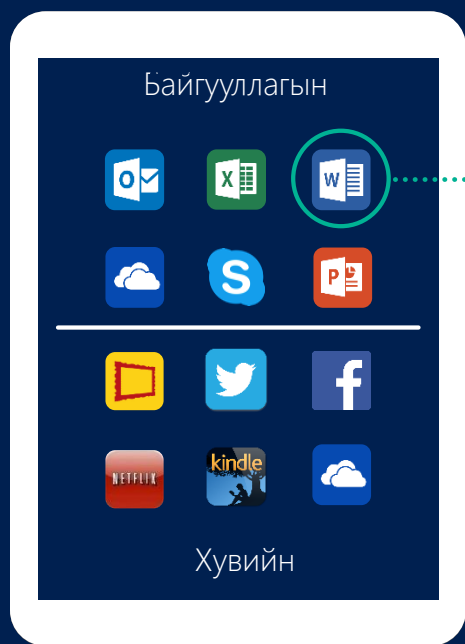 Байгууллагын
O X W
S P
f
NETFLIX kindle
Хувийн